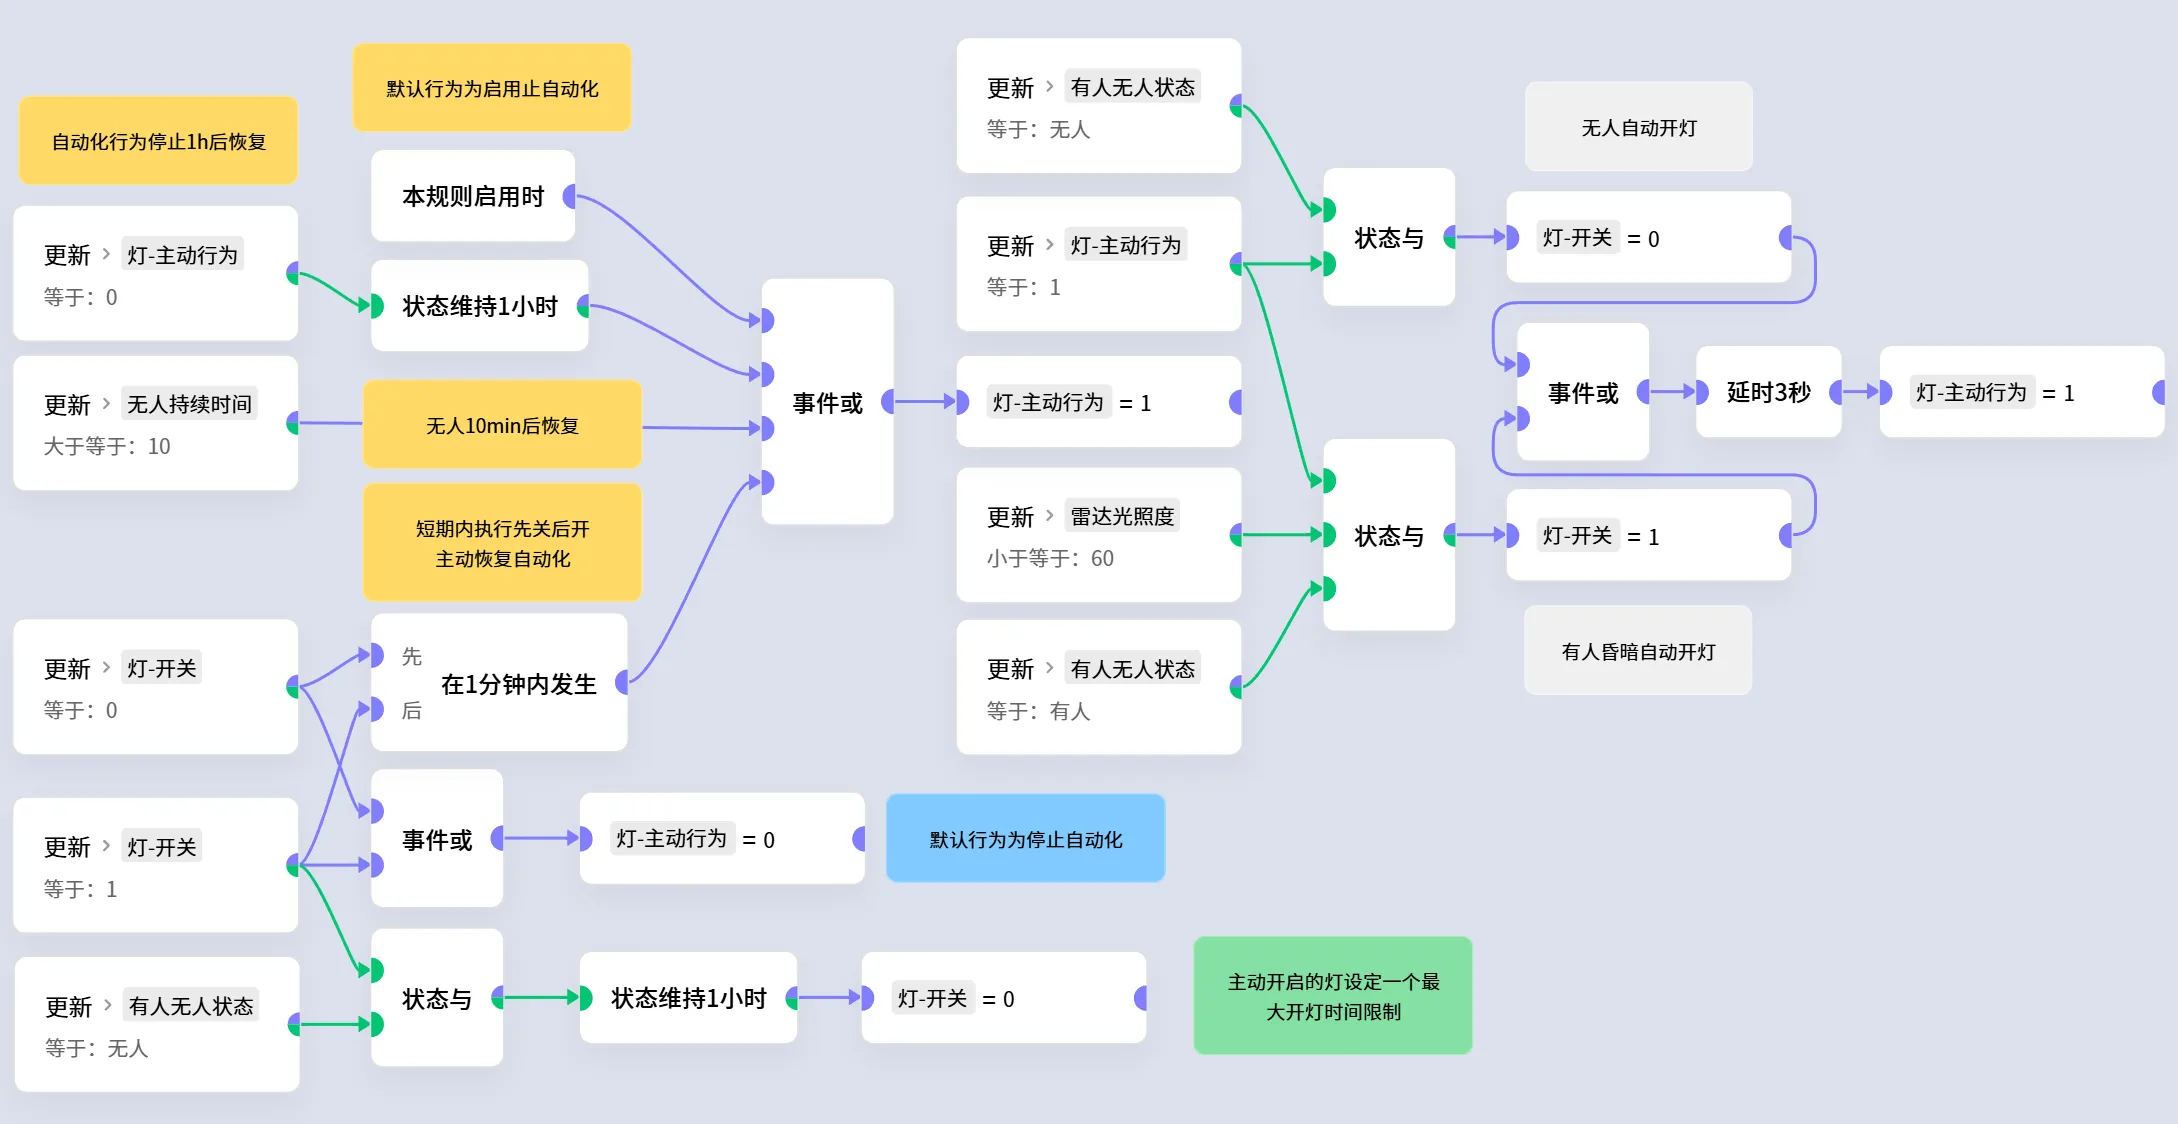 默认行为为启用止自动化
自动化行为停止1h后恢复
本规则启用时
更新 > 灯-主动行为
等于：0
状态维持1小时
更新 > 无人持续时间
大于等于：10
无人10min后恢复
短期内执行先关后开
主动恢复自动化
更新 > 灯-开关
等于：0
先
后
在1分钟内发生
更新 > 灯-开关
等于：1
事件或
灯-主动行为 = 0
默认行为为停止自动化
更新 > 有人无人状态
等于：无人
状态与
状态维持1小时
灯-开关 = 0
主动开启的灯设定一个最
大开灯时间限制
事件或
更新 > 有人无人状态
等于：无人
更新 > 灯-主动行为
等于：1
灯-主动行为 = 1
更新 > 雷达光照度
小于等于：60
更新 > 有人无人状态
等于：有人
状态与
状态与
无人自动开灯
灯-开关 = 0
事件或
延时3秒
灯-主动行为 = 1
灯-开关 = 1
有人昏暗自动开灯